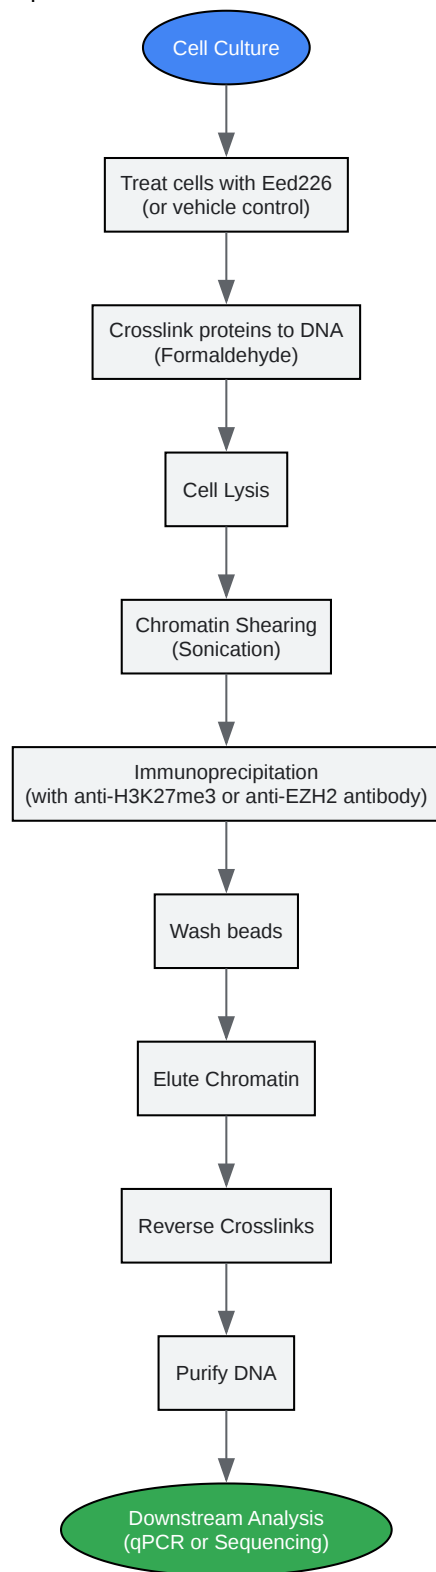 Cell Culture
Treat cells with Eed226
(or vehicle control)
Crosslink proteins to DNA
(Formaldehyde)
Cell Lysis
Chromatin Shearing
(Sonication)
Immunoprecipitation
(with anti-H3K27me3 or anti-EZH2 antibody)
Wash beads
Elute Chromatin
Reverse Crosslinks
Purify DNA
Downstream Analysis
(qPCR or Sequencing)